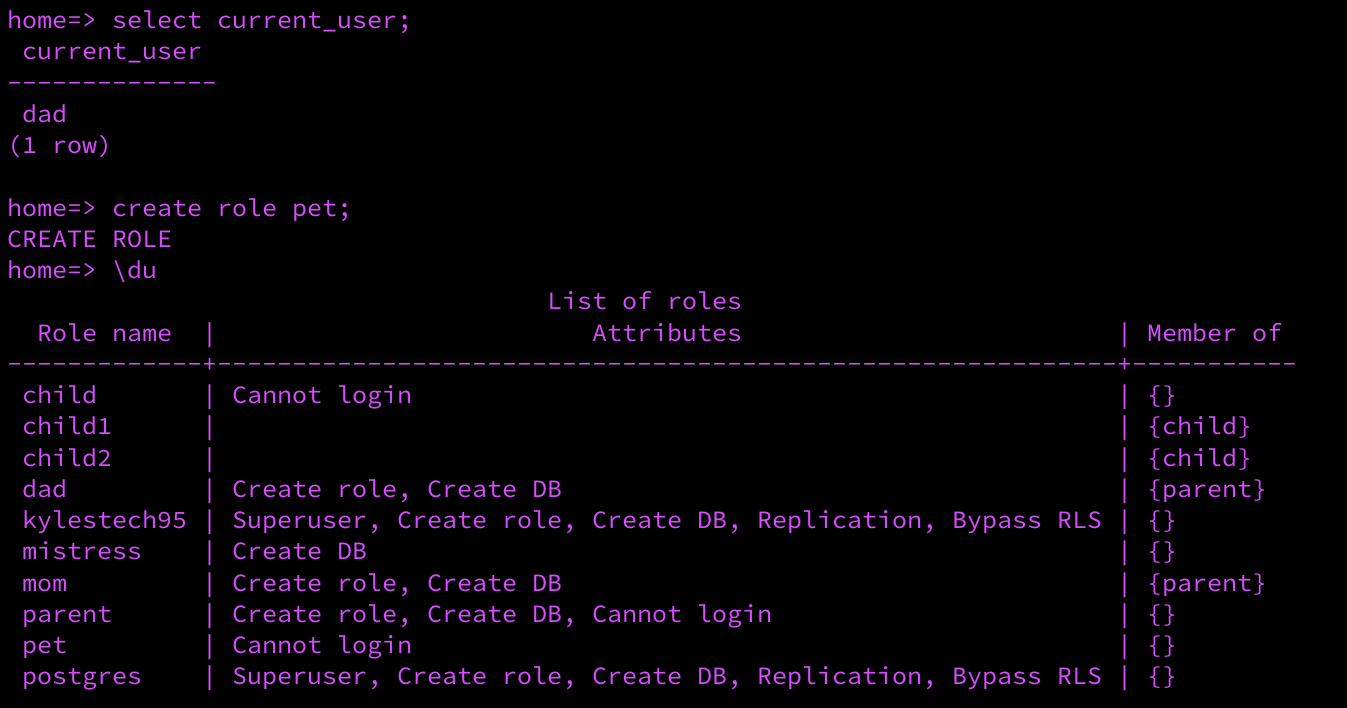 home=> select current_user;
 current_user
--------------
 dad
(1 row)

home=> create role pet;
CREATE ROLE
home=> \du
                                    List of roles
  Role name  |                         Attributes                         | Member of
-------------+------------------------------------------------------------+-----------
 child       | Cannot login                                               | {}
 child1      |                                                            | {child}
 child2      |                                                            | {child}
 dad         | Create role, Create DB                                     | {parent}
 kylestech95 | Superuser, Create role, Create DB, Replication, Bypass RLS | {}
 mistress    | Create DB                                                  | {}
 mom         | Create role, Create DB                                     | {parent}
 parent      | Create role, Create DB, Cannot login                       | {}
 pet         | Cannot login                                               | {}
 postgres    | Superuser, Create role, Create DB, Replication, Bypass RLS | {}